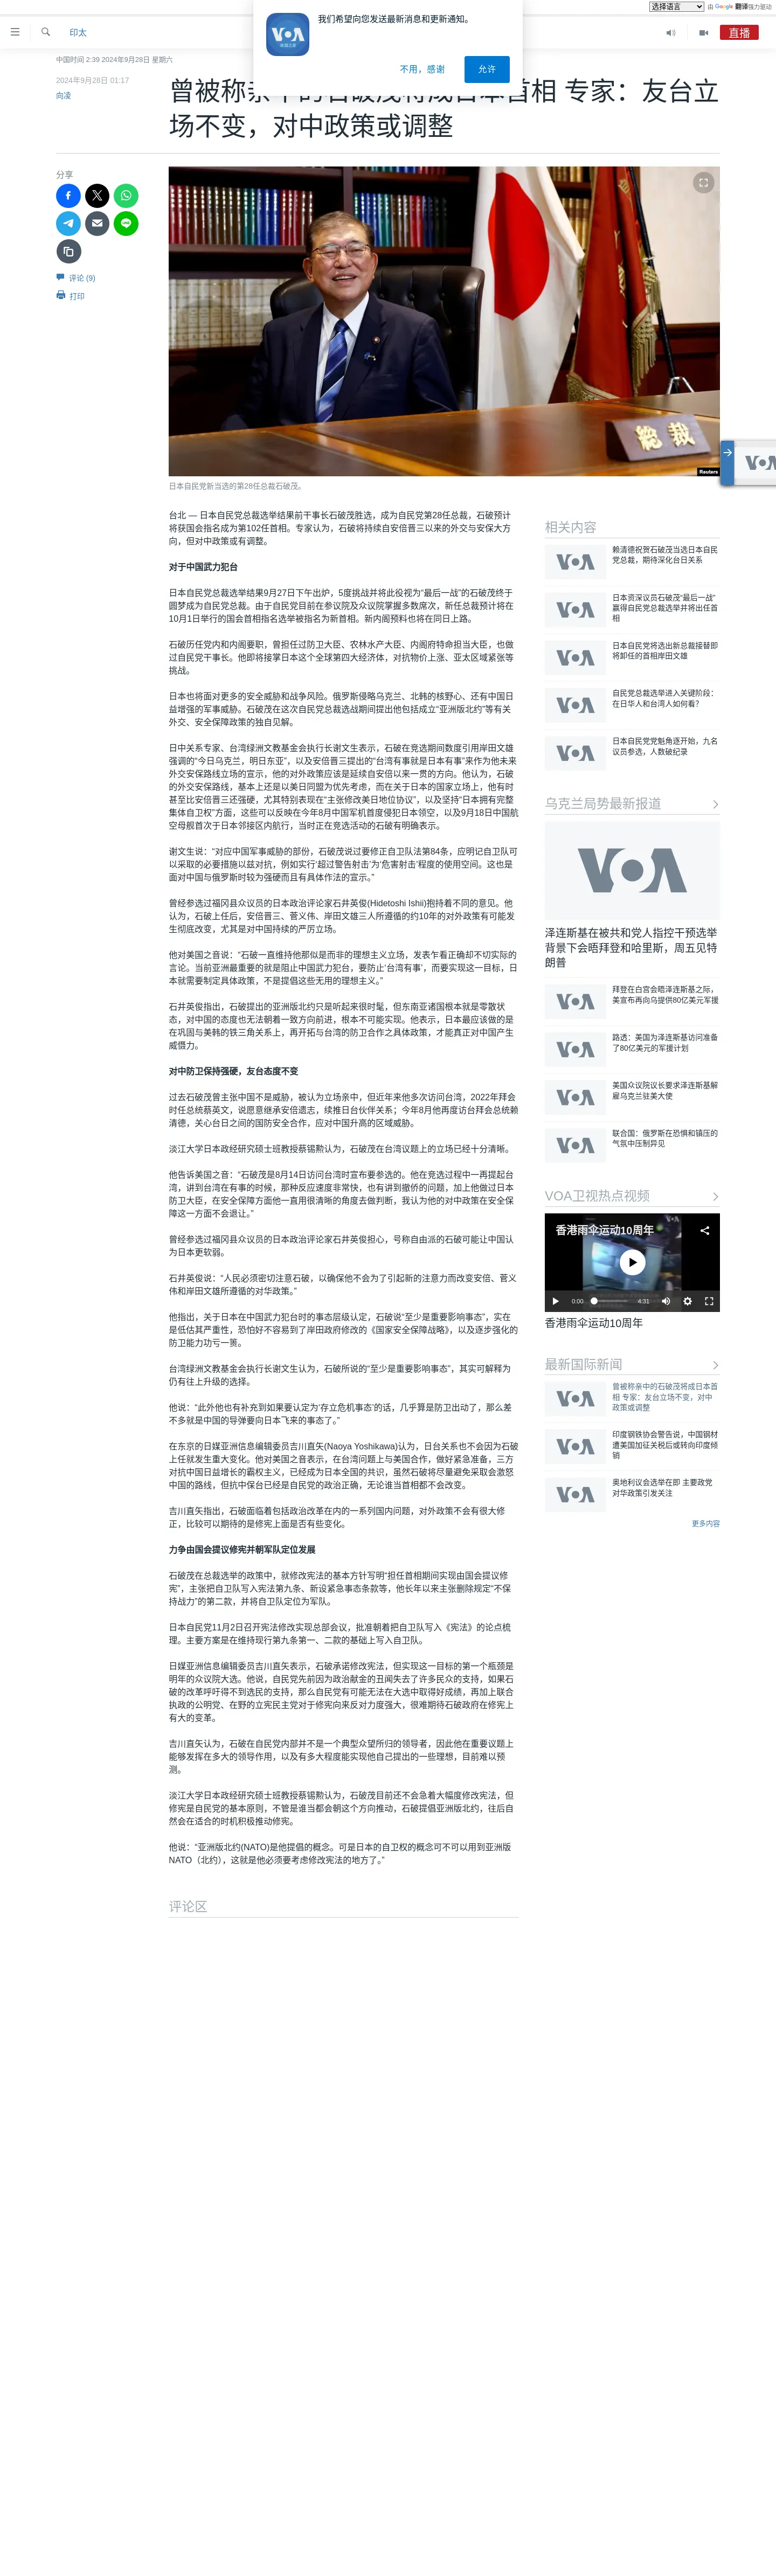 选择语言
由 Google 翻译强力驱动
我们希望向您发送最新消息和更新通知。
不用，感谢
允许
印太
直播
中国时间 2:39 2024年9月28日 星期六
2024年9月28日 01:17
向凌
首相 专家：友台立
场不变，对中政策或调整
分享
评论 (9)
打印
总裁
Reuters
日本自民党新当选的第28任总裁石破茂。
台北 — 日本自民党总裁选举结果前干事长石破茂胜选，成为自民党第28任总裁，石破预计
将获国会指名成为第102任首相。专家认为，石破将持续自安倍晋三以来的外交与安保大方
向，但对中政策或有调整。
对于中国武力犯台
日本自民党总裁选举结果9月27日下午出炉，5度挑战并将此役视为“最后一战”的石破茂终于
圆梦成为自民党总裁。由于自民党目前在参议院及众议院掌握多数席次，新任总裁预计将在
10月1日举行的国会首相指名选举被指名为新首相。新内阁预料也将在同日上路。
石破历任党内和内阁要职，曾担任过防卫大臣、农林水产大臣、内阁府特命担当大臣，也做
过自民党干事长。他即将接掌日本这个全球第四大经济体，对抗物价上涨、亚太区域紧张等
挑战。
日本也将面对更多的安全威胁和战争风险。俄罗斯侵略乌克兰、北韩的核野心、还有中国日
益增强的军事威胁。石破茂在这次自民党总裁选战期间提出他包括成立“亚洲版北约”等有关
外交、安全保障政策的独自见解。
日中关系专家、台湾绿洲文教基金会执行长谢文生表示，石破在竞选期间数度引用岸田文雄
强调的“今日乌克兰，明日东亚”，以及安倍晋三提出的“台湾有事就是日本有事”来作为他未来
外交安保路线立场的宣示，他的对外政策应该是延续自安倍以来一贯的方向。他认为，石破
的外交安保路线，基本上还是以美日同盟为优先考虑，而在关于日本的国家立场上，他有时
甚至比安倍晋三还强硬，尤其特别表现在“主张修改美日地位协议”，以及坚持“日本拥有完整
集体自卫权”方面，这些可以反映在今年8月中国军机首度侵犯日本领空，以及9月18日中国航
空母舰首次于日本邻接区内航行，当时正在竞选活动的石破有明确表示。
谢文生说：“对应中国军事威胁的部份，石破茂说过要修正自卫队法第84条，应明记自卫队可
以采取的必要措施以兹对抗，例如实行‘超过警告射击’为‘危害射击’程度的使用空间。这也是
面对中国与俄罗斯时较为强硬而且有具体作法的宣示。”
曾经参选过福冈县众议员的日本政治评论家石井英俊(Hidetoshi Ishii)抱持着不同的意见。他
认为，石破上任后，安倍晋三、菅义伟、岸田文雄三人所遵循的约10年的对外政策有可能发
生彻底改变，尤其是对中国持续的严厉立场。
他对美国之音说：“石破一直维持他那似是而非的理想主义立场，发表乍看正确却不切实际的
言论。当前亚洲最重要的就是阻止中国武力犯台，要防止‘台湾有事’，而要实现这一目标，日
本就需要制定具体政策，不是提倡这些无用的理想主义。”
石井英俊指出，石破提出的亚洲版北约只是听起来很时髦，但东南亚诸国根本就是零散状
态，对中国的态度也无法朝着一致方向前进，根本不可能实现。他表示，日本最应该做的是
在巩固与美韩的铁三角关系上，再开拓与台湾的防卫合作之具体政策，才能真正对中国产生
威慑力。
对中防卫保持强硬，友台态度不变
过去石破茂曾主张中国不是威胁，被认为立场亲中，但近年来他多次访问台湾，2022年拜会
时任总统蔡英文，说愿意继承安倍遗志，续推日台伙伴关系；今年8月他再度访台拜会总统赖
清德，关心台日之间的国防安全合作，应对中国升高的区域威胁。
淡江大学日本政经研究硕士班教授蔡锡勲认为，石破茂在台湾议题上的立场已经十分清晰。
他告诉美国之音：“石破茂是8月14日访问台湾时宣布要参选的。他在竞选过程中一再提起台
湾，讲到台湾在有事的时候，那种反应速度非常快，也有讲到撤侨的问题，加上他做过日本
防卫大臣，在安全保障方面他一直用很清晰的角度去做判断，我认为他的对中政策在安全保
障这一方面不会退让。”
曾经参选过福冈县众议员的日本政治评论家石井英俊担心，号称自由派的石破可能让中国认
为日本更软弱。
石井英俊说：“人民必须密切注意石破，以确保他不会为了引起新的注意力而改变安倍、菅义
伟和岸田文雄所遵循的对华政策。”
他指出，关于日本在中国武力犯台时的事态层级认定，石破说“至少是重要影响事态”，实在
是低估其严重性，恐怕好不容易到了岸田政府修改的《国家安全保障战略》，以及逐步强化的
防卫能力功亏一篑。
台湾绿洲文教基金会执行长谢文生认为，石破所说的“至少是重要影响事态”，其实可解释为
仍有往上升级的选择。
他说：“此外他也有补充到如果要认定为‘存立危机事态’的话，几乎算是防卫出动了，那么差
不多就是中国的导弹要向日本飞来的事态了。”
在东京的日媒亚洲信息编辑委员吉川直矢(Naoya Yoshikawa)认为，日台关系也不会因为石破
上任就发生重大变化。他对美国之音表示，在台湾问题上与美国合作，做好紧急准备，三方
对抗中国日益增长的霸权主义，已经成为日本全国的共识，虽然石破将尽量避免采取会激怒
中国的路线，但抗中保台已经是自民党的政治正确，无论谁当首相都不会改变。
吉川直矢指出，石破面临着包括政治改革在内的一系列国内问题，对外政策不会有很大修
正，比较可以期待的是修宪上面是否有些变化。
力争由国会提议修宪并朝军队定位发展
石破茂在总裁选举的政策中，就修改宪法的基本方针写明“担任首相期间实现由国会提议修
宪”，主张把自卫队写入宪法第九条、新设紧急事态条款等，他长年以来主张删除规定“不保
持战力”的第二款，并将自卫队定位为军队。
日本自民党11月2日召开宪法修改实现总部会议，批准朝着把自卫队写入《宪法》的论点梳
理。主要方案是在维持现行第九条第一、二款的基础上写入自卫队。
日媒亚洲信息编辑委员吉川直矢表示，石破承诺修改宪法，但实现这一目标的第一个瓶颈是
明年的众议院大选。他说，自民党先前因为政治献金的丑闻失去了许多民众的支持，如果石
破的改革呼吁得不到选民的支持，那么自民党有可能无法在大选中取得好成绩，再加上联合
执政的公明党、在野的立宪民主党对于修宪向来反对力度强大，很难期待石破政府在修宪上
有大的变革。
吉川直矢认为，石破在自民党内部并不是一个典型众望所归的领导者，因此他在重要议题上
能够发挥在多大的领导作用，以及有多大程度能实现他自己提出的一些理想，目前难以预
测。
淡江大学日本政经研究硕士班教授蔡锡勲认为，石破茂目前还不会急着大幅度修改宪法，但
修宪是自民党的基本原则，不管是谁当都会朝这个方向推动，石破提倡亚洲版北约，往后自
然会在适合的时机积极推动修宪。
他说：“亚洲版北约(NATO)是他提倡的概念。可是日本的自卫权的概念可不可以用到亚洲版
NATO（北约），这就是他必须要考虑修改宪法的地方了。”
评论区
相关内容
赖清德祝贺石破茂当选日本自民
党总裁，期待深化台日关系
日本资深议员石破茂“最后一战”
赢得自民党总裁选举并将出任首
相
日本自民党将选出新总裁接替即
将卸任的首相岸田文雄
自民党总裁选举进入关键阶段：
在日华人和台湾人如何看？
日本自民党党魁角逐开始，九名
议员参选，人数破纪录
乌克兰局势最新报道
泽连斯基在被共和党人指控干预选举
背景下会晤拜登和哈里斯，周五见特
朗普
拜登在白宫会晤泽连斯基之际，
美宣布再向乌提供80亿美元军援
路透：美国为泽连斯基访问准备
了80亿美元的军援计划
美国众议院议长要求泽连斯基解
雇乌克兰驻美大使
联合国：俄罗斯在恐惧和镇压的
气氛中压制异见
VOA卫视热点视频
香港雨伞运动10周年
0:00
4:31
香港雨伞运动10周年
最新国际新闻
曾被称亲中的石破茂将成日本首
相 专家：友台立场不变，对中
政策或调整
印度钢铁协会警告说，中国钢材
遭美国加征关税后或转向印度倾
销
奥地利议会选举在即 主要政党
对华政策引发关注
更多内容